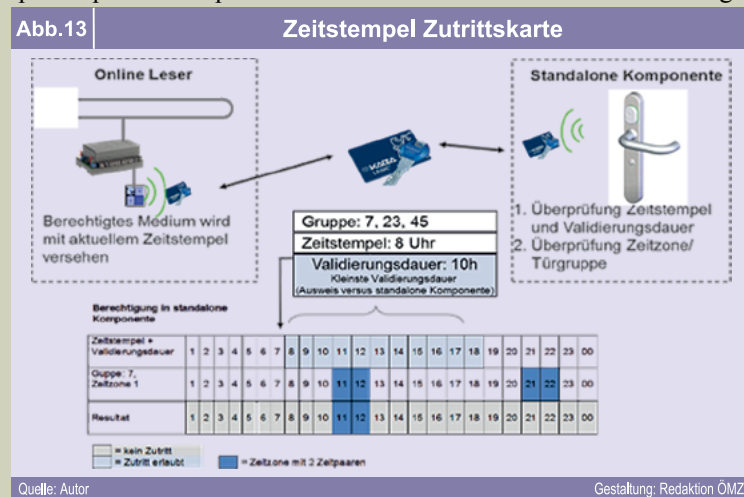 Abb.13
Zeitstempel Zutrittskarte
Online Leser
Berechtigtes Medium wird
mit aktuellem Zeitstempel
versehen
KABA
Standalone Komponente
1. Überprüfung Zeitstempel
und Validierungsdauer
2. Überprüfung Zeitzone/
Türgruppe
Gruppe: 7, 23, 45
Zeitstempel: 8 Uhr
Validierungsdauer: 10h
Kleinste Validierungsdauer
(Ausweis versus standalone Komponente)
Berechtigung in standalone
Komponente
Zeitstempel +
Validierungsdauer 1 2 3 4 5 6 7 8 9 10 11 12 13 14 15 16 17 18 19 20 21 22 23 00
Guppe: 7,
Zeitzone 1 1 2 3 4 5 6 7 8 9 10 11 12 13 14 15 16 17 18 19 20 21 22 23 00
Resultat 1 2 3 4 5 6 7 8 9 10 11 12 13 14 15 16 17 18 19 20 21 22 23 00
= kein Zutritt
= Zutritt erlaubt
= Zeitzone mit 2 Zeitpaaren
Quelle: Autor
Gestaltung: Redaktion ÖMZ